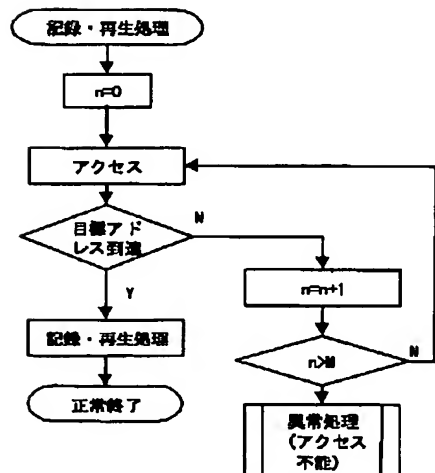 記録・再生処理
n=0
アクセス
目標アド
レス到達
N
Y
n=n+1
記録・再生処理
n>M
N
正常終了
異常処理
(アクセス
不能)